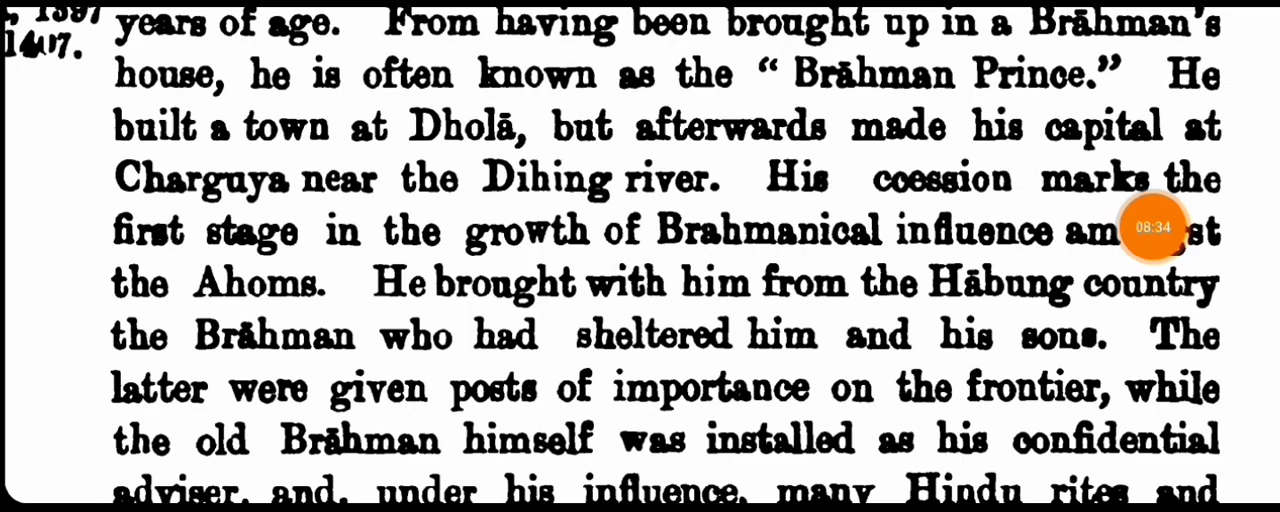 1397
1407.
years of age. From having been brought up in a Brāhman's
house, he is often known as the “ Brāhman Prince.” He
built a town at Dholā, but afterwards made his capital at
Charguya near the Dihing river. His ccession marks the
first stage in the growth of Brahmanical influence am st
08:34
the Ahoms. He brought with him from the Hābung country
the Brāhman who had sheltered him and his sons. The
latter were given posts of importance on the frontier, while
the old Brāhman himself was installed as his confidential
adviser, and, under his influence, many Hindu rites and